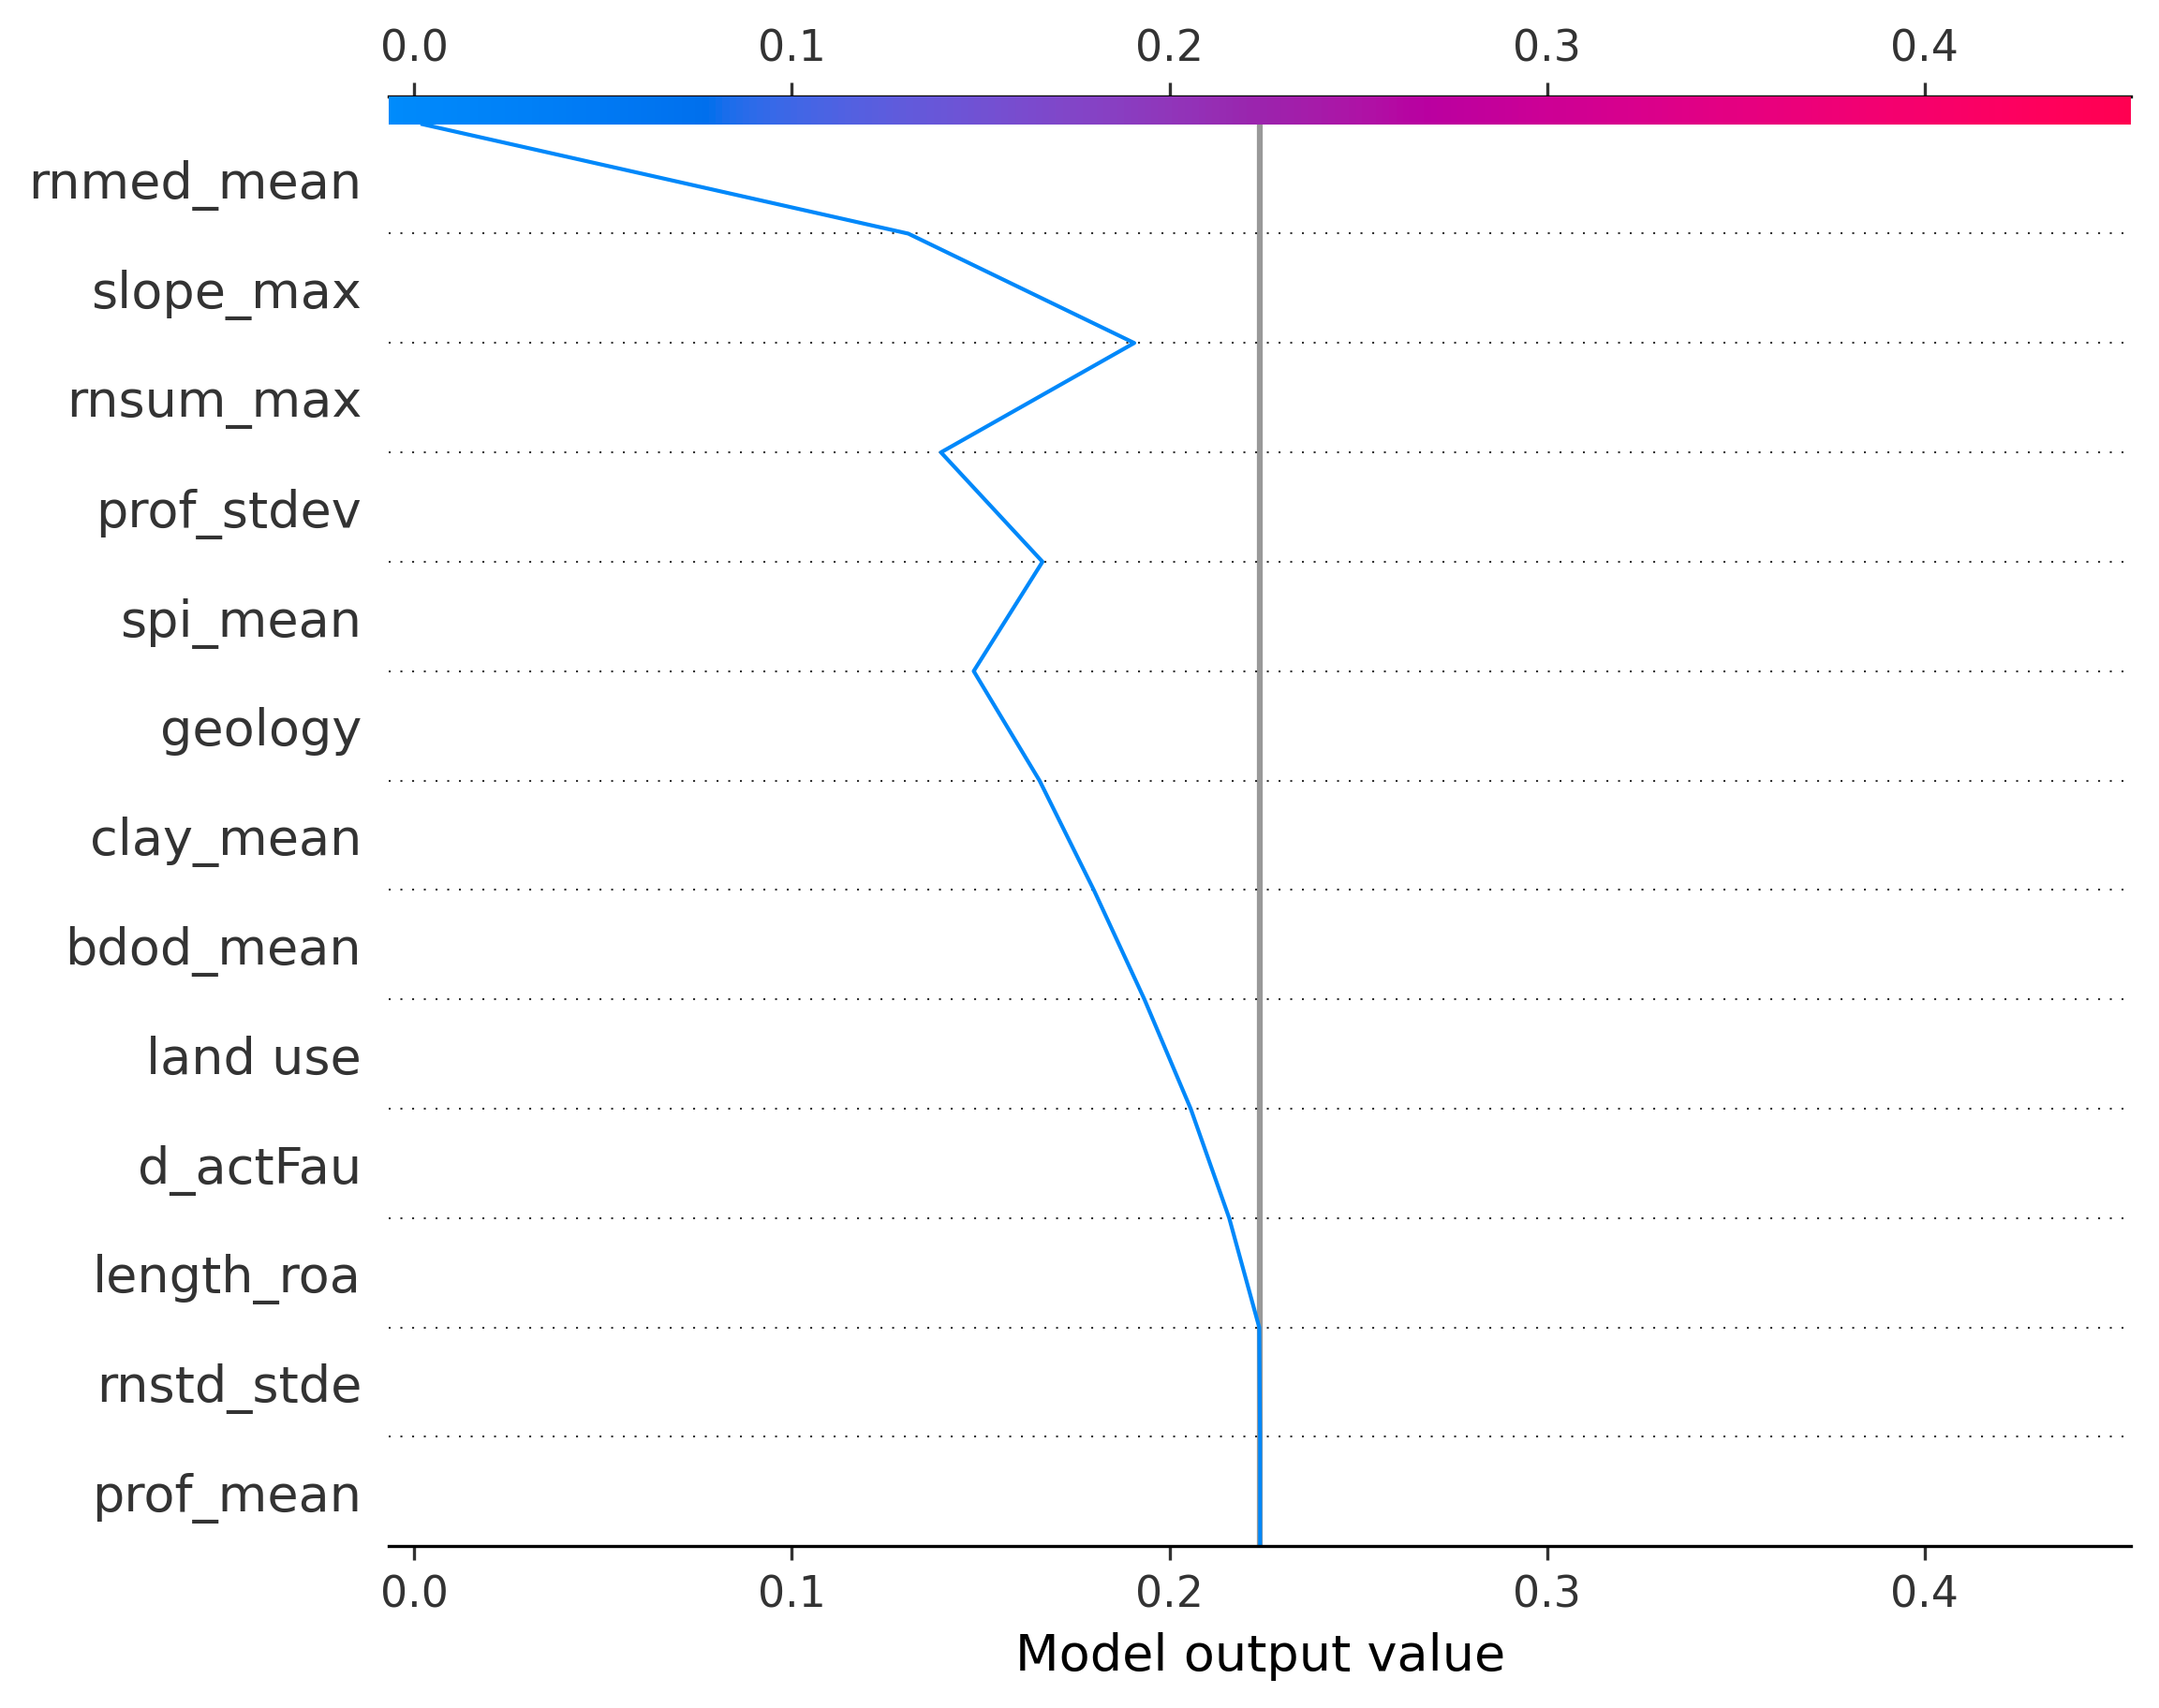 0.0 0.1 0.2 0.3 0.4
rnmed_mean
slope_max
rnsum_max
prof_stdev
spi_mean
geology
clay_mean
bdod_mean
land use
d_actFau
length_roa
rnstd_stde
prof_mean
0.0 0.1 0.2 0.3 0.4
Model output value